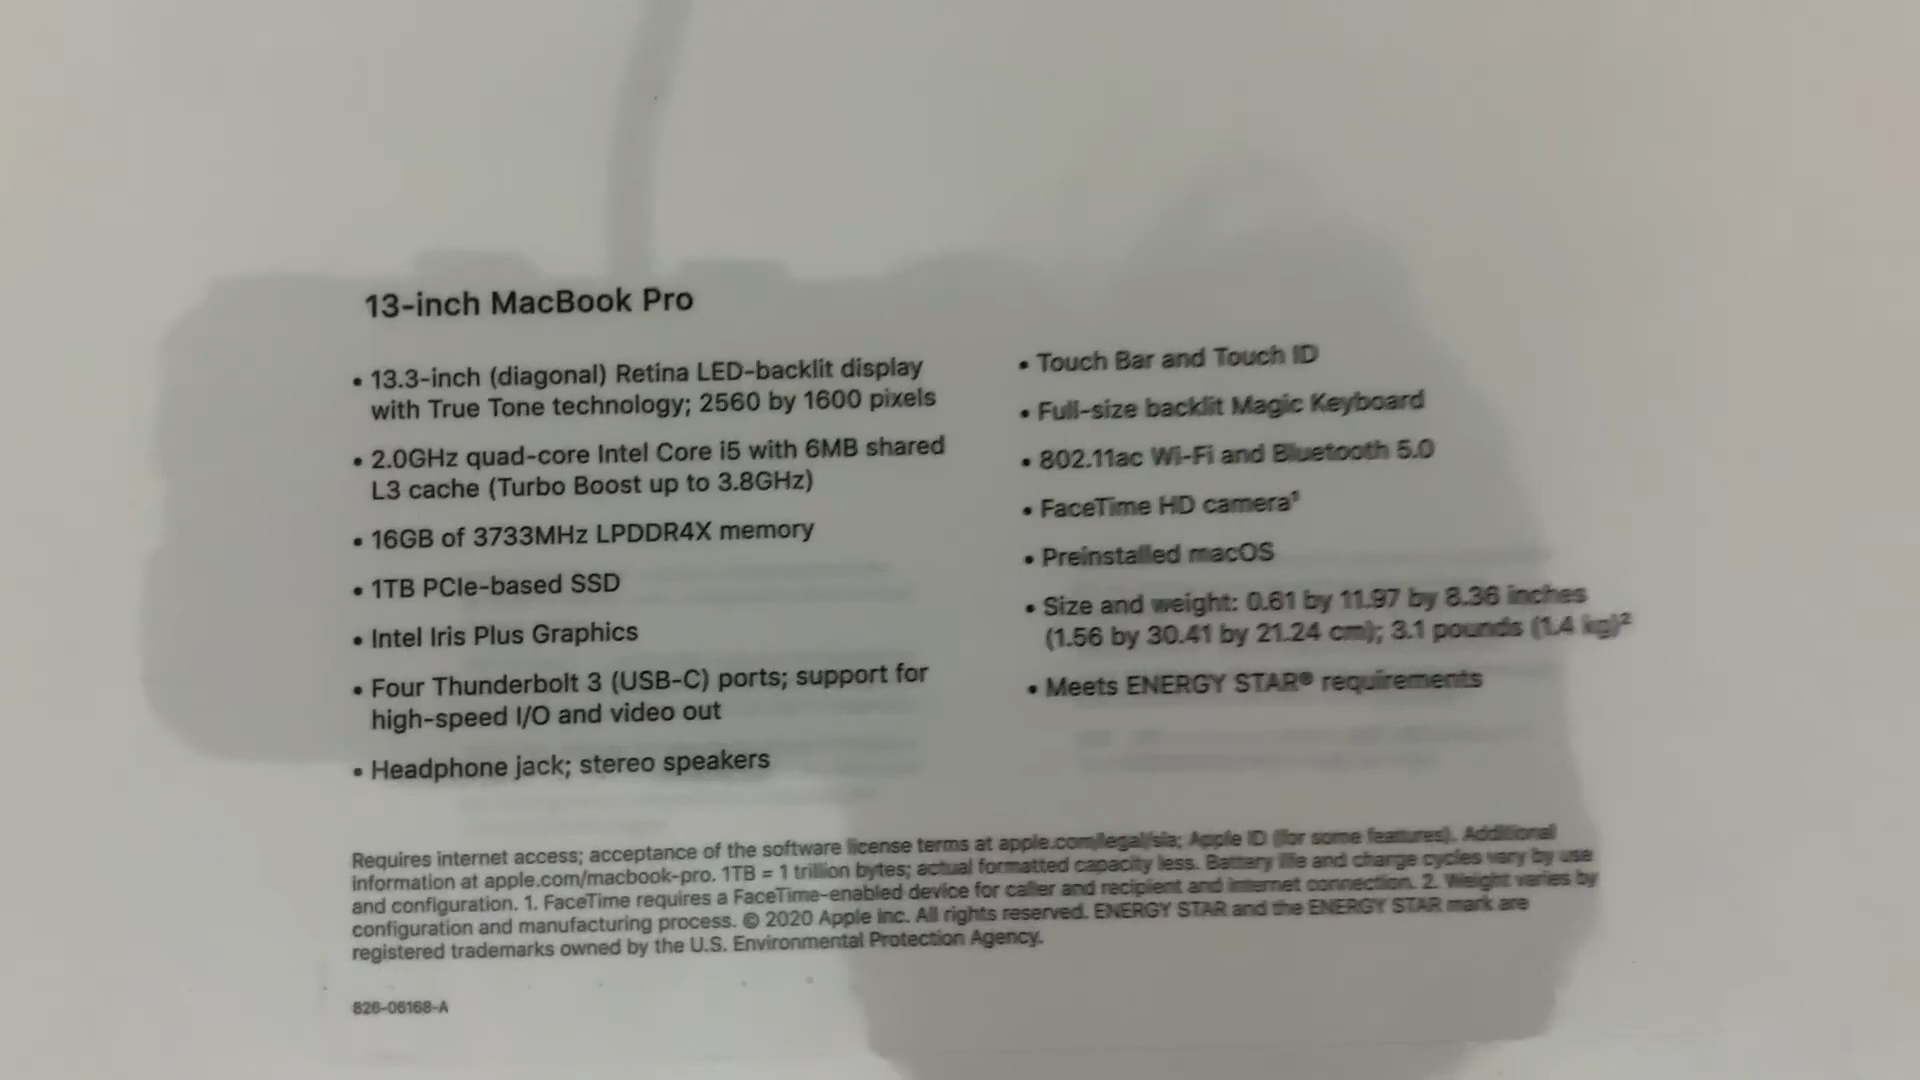 13-inch MacBook Pro
• 13.3-inch (diagonal) Retina LED-backlit display
with True Tone technology; 2560 by 1600 pixels
• 2.0GHz quad-core Intel Core i5 with 6MB shared
L3 cache (Turbo Boost up to 3.8GHz)
• 16GB of 3733MHz LPDDR4X memory
• 1TB PCIe-based SSD
• Intel Iris Plus Graphics
• Four Thunderbolt 3 (USB-C) ports; support for
high-speed I/O and video out
• Headphone jack; stereo speakers
• Touch Bar and Touch ID
• Full-size backlit Magic Keyboard
• 802.11ac Wi-Fi and Bluetooth 5.0
• FaceTime HD camera¹
• Preinstalled macOS
• Size and weight: 0.61 by 11.97 by 8.36 inches
(1.56 by 30.41 by 21.24 cm); 3.1 pounds (1.4 kg)²
• Meets ENERGY STAR® requirements
Requires internet access; acceptance of the software license terms at apple.com/legal/sla; Apple ID (for some features). Additional
information at apple.com/macbook-pro. 1TB = 1 trillion bytes; actual formatted capacity less. Battery life and charge cycles vary by use
and configuration. 1. FaceTime requires a FaceTime-enabled device for caller and recipient and internet connection. 2. Weight varies by
configuration and manufacturing process. © 2020 Apple Inc. All rights reserved. ENERGY STAR and the ENERGY STAR mark are
registered trademarks owned by the U.S. Environmental Protection Agency.
826-06168-A